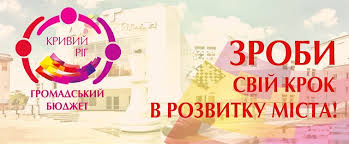 КРИВИЙ
РІГ
ГРОМАДСЬКИЙ
БЮДЖЕТ
ЗРОБИ
СВІЙ КРОК
В РОЗВИТКУ МІСТА!